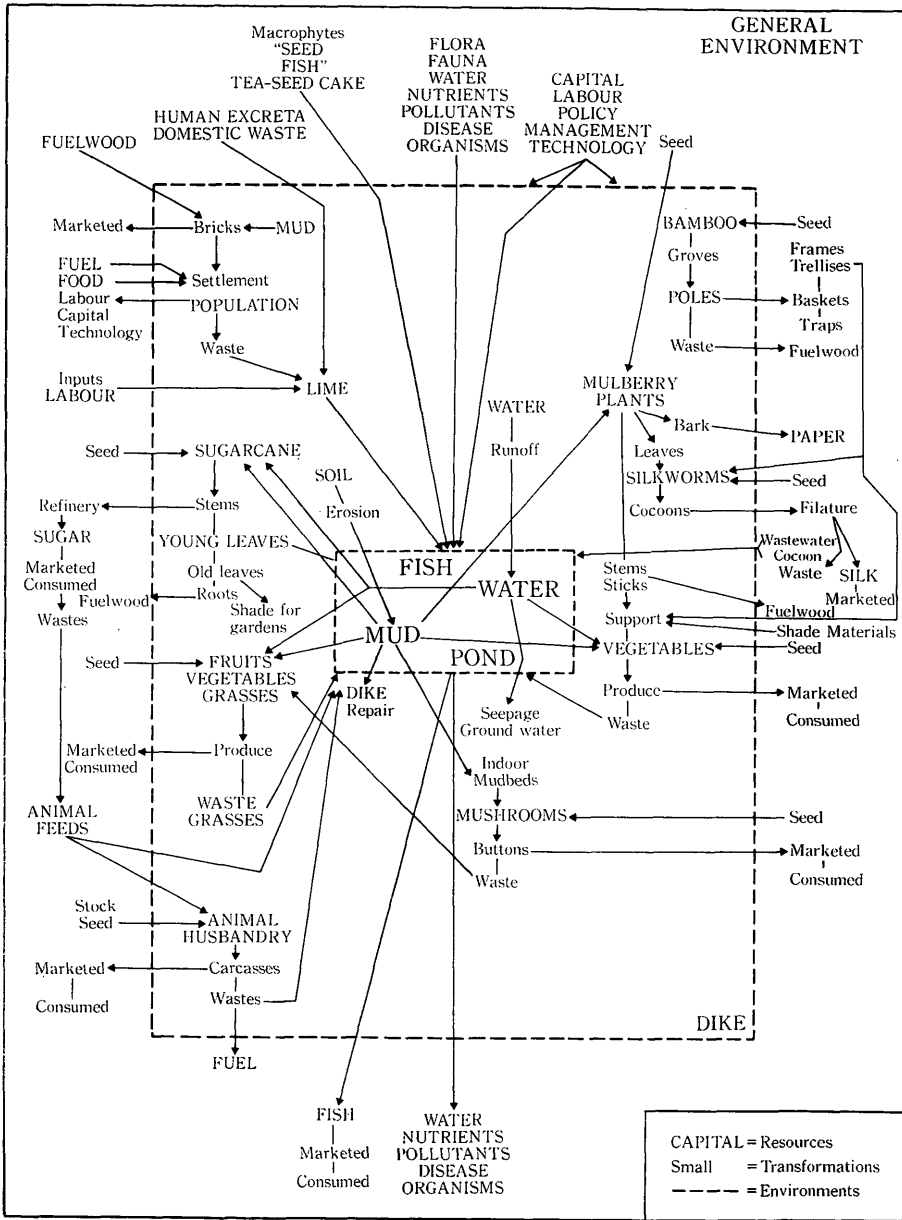 GENERAL
ENVIRONMENT
Macrophytes
"SEED
FISH"
TEA-SEED CAKE
FLORA
FAUNA
WATER
NUTRIENTS
POLLUTANTS
DISEASE
ORGANISMS
CAPITAL
LABOUR
POLICY
MANAGEMENT
TECHNOLOGY
HUMAN EXCRETA
DOMESTIC WASTE
FUELWOOD
Seed
Marketed
Bricks
MUD
BAMBOO
Seed
Groves
Frames
Trellises
FUEL
FOOD
Settlement
Labour
Capital
Technology
POPULATION
POLES
Baskets
Traps
Waste
Waste
Fuelwood
Inputs
LABOUR
LIME
MULBERRY
PLANTS
WATER
Bark
PAPER
Runoff
Leaves
Seed
SUGARCANE
SOIL
Erosion
SILKWORMS
Seed
Refinery
Stems
Cocoons
Filature
SUGAR
YOUNG LEAVES
Wastewater
Cocoon
Waste
SILK
Marketed
Marketed
Consumed
Old leaves
FISH
WATER
Stems
Sticks
Fuelwood
Roots
Fuelwood
Wastes
Shade for
gardens
Support
Shade Materials
MUD
VEGETABLES
Seed
Seed
FRUITS
VEGETABLES
GRASSES
POND
DIKE
Repair
Produce
Marketed
Consumed
Seepage
Ground water
Waste
Marketed
Consumed
Produce
Indoor
Mudbeds
WASTE
GRASSES
ANIMAL
FEEDS
MUSHROOMS
Seed
Buttons
Marketed
Consumed
Waste
Stock
Seed
ANIMAL
HUSBANDRY
Marketed
Consumed
Carcasses
Wastes
DIKE
FUEL
FISH
Marketed
Consumed
WATER
NUTRIENTS
POLLUTANTS
DISEASE
ORGANISMS
CAPITAL = Resources
Small = Transformations
= Environments